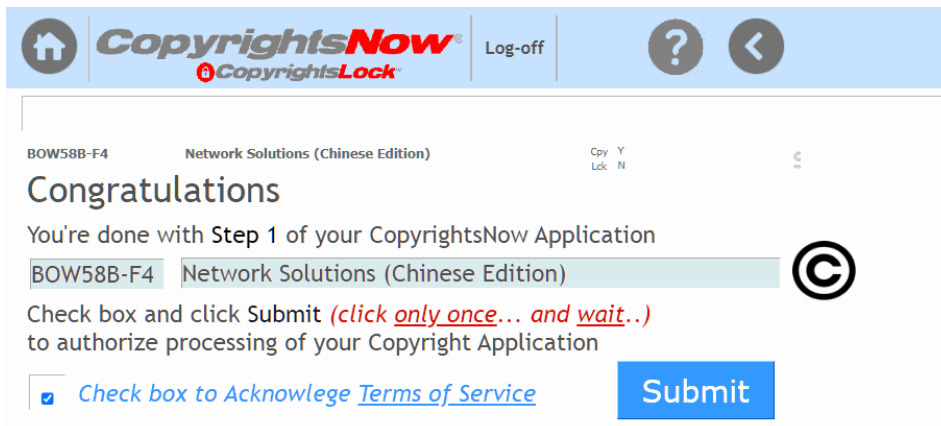 CopyrightsNow® Log-off ?
CopyrightsLock™
BOW58B-F4 Network Solutions (Chinese Edition) Cpy Y
Lck N
Congratulations
You're done with Step 1 of your CopyrightsNow Application
BOW58B-F4 Network Solutions (Chinese Edition) ©
Check box and click Submit (click only once... and wait..)
to authorize processing of your Copyright Application
Check box to Acknowlege Terms of Service Submit